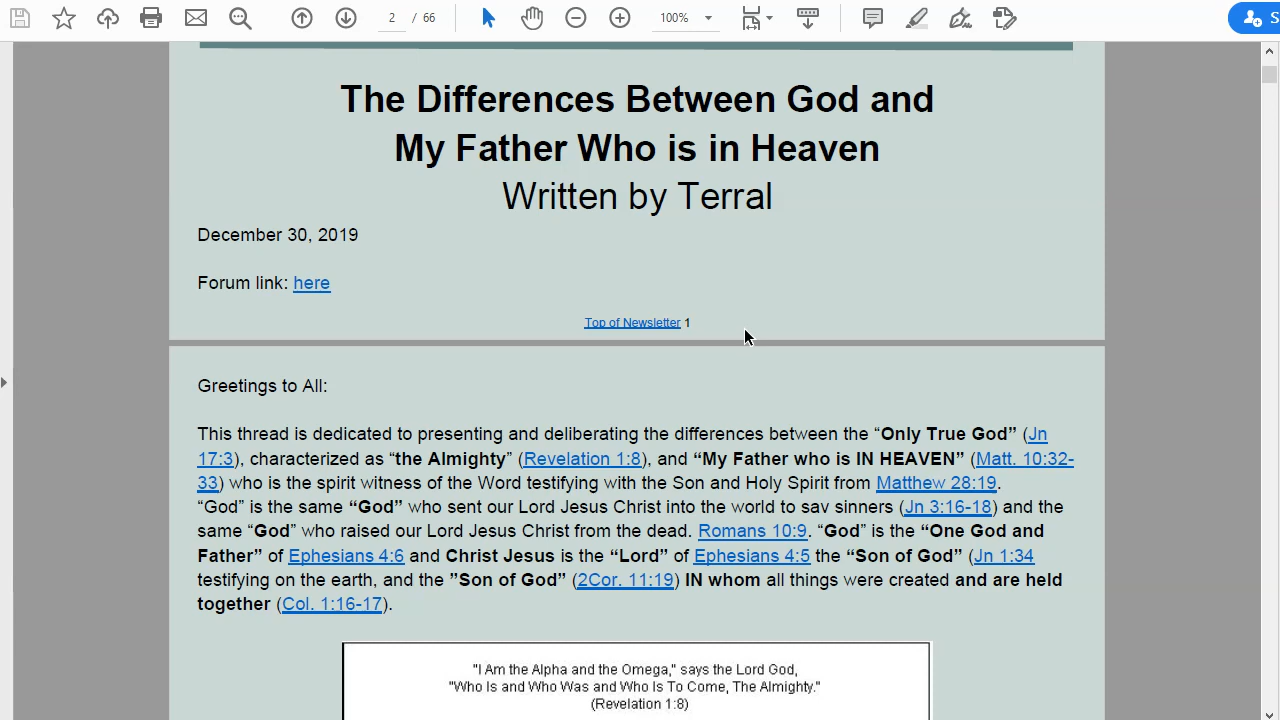 2 / 66
100%
S
The Differences Between God and
My Father Who is in Heaven
Written by Terral
December 30, 2019
Forum link: here
Top of Newsletter 1
Greetings to All:
This thread is dedicated to presenting and deliberating the differences between the “Only True God” (Jn
17:3), characterized as “the Almighty” (Revelation 1:8), and “My Father who is IN HEAVEN” (Matt. 10:32-
33) who is the spirit witness of the Word testifying with the Son and Holy Spirit from Matthew 28:19.
“God” is the same “God” who sent our Lord Jesus Christ into the world to sav sinners (Jn 3:16-18) and the
same “God” who raised our Lord Jesus Christ from the dead. Romans 10:9. “God” is the “One God and
Father” of Ephesians 4:6 and Christ Jesus is the “Lord” of Ephesians 4:5 the “Son of God” (Jn 1:34
testifying on the earth, and the ”Son of God” (2Cor. 11:19) IN whom all things were created and are held
together (Col. 1:16-17).
"I Am the Alpha and the Omega," says the Lord God,
"Who Is and Who Was and Who Is To Come, The Almighty."
(Revelation 1:8)